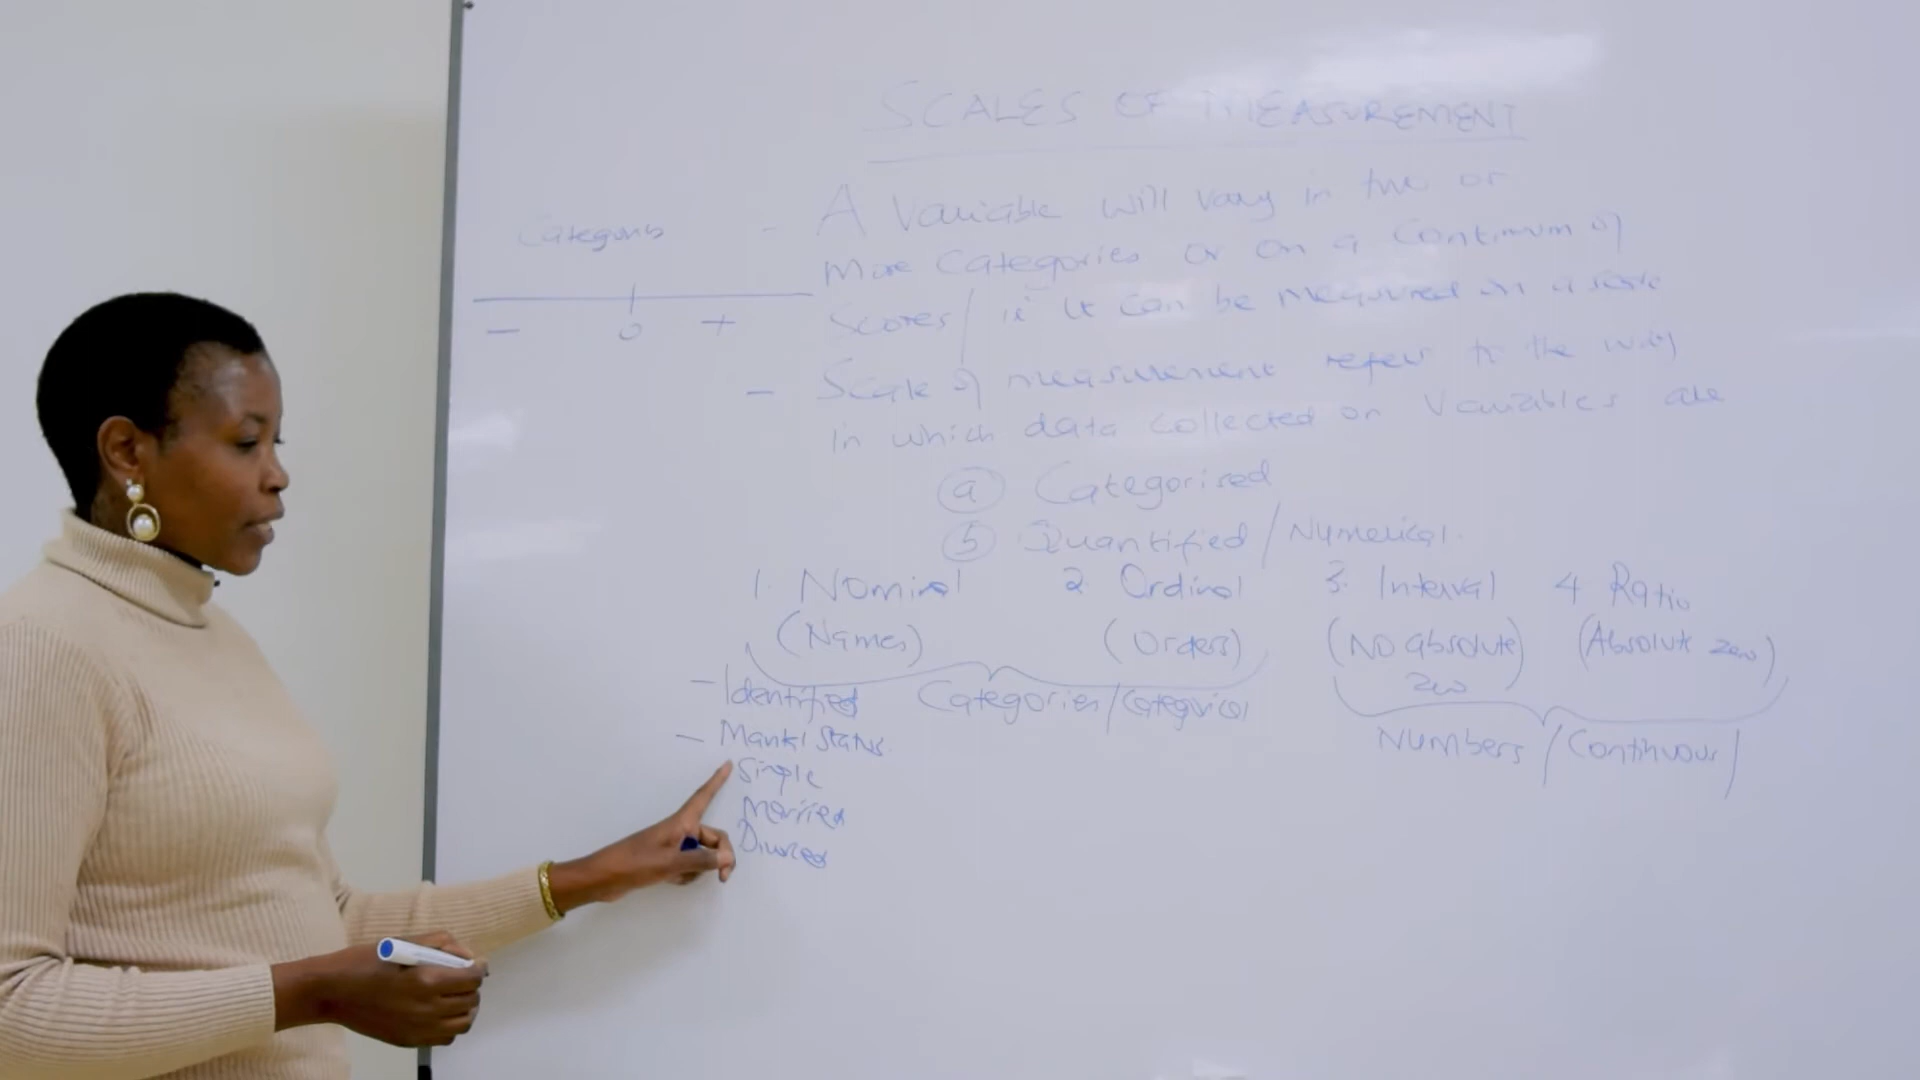 SCALES OF MEASUREMENT
Categories
- 0 +
- A Variable will vary in two or
more categories or on a Continuum of
Scores / ie it can be measured on a scale
- Scale of measurement refers to the way
in which data collected on Variables are
(a) Categorised
(b) Quantified / Numerical.
1. Nominal 2 Ordinal 3. Interval 4 Ratio
(Names) (Orders) (No absolute Zero) (Absolute zero)
- Identified Categories/Categorical
Numbers / Continuous /
- Marital Status.
Single
Married
Divorced